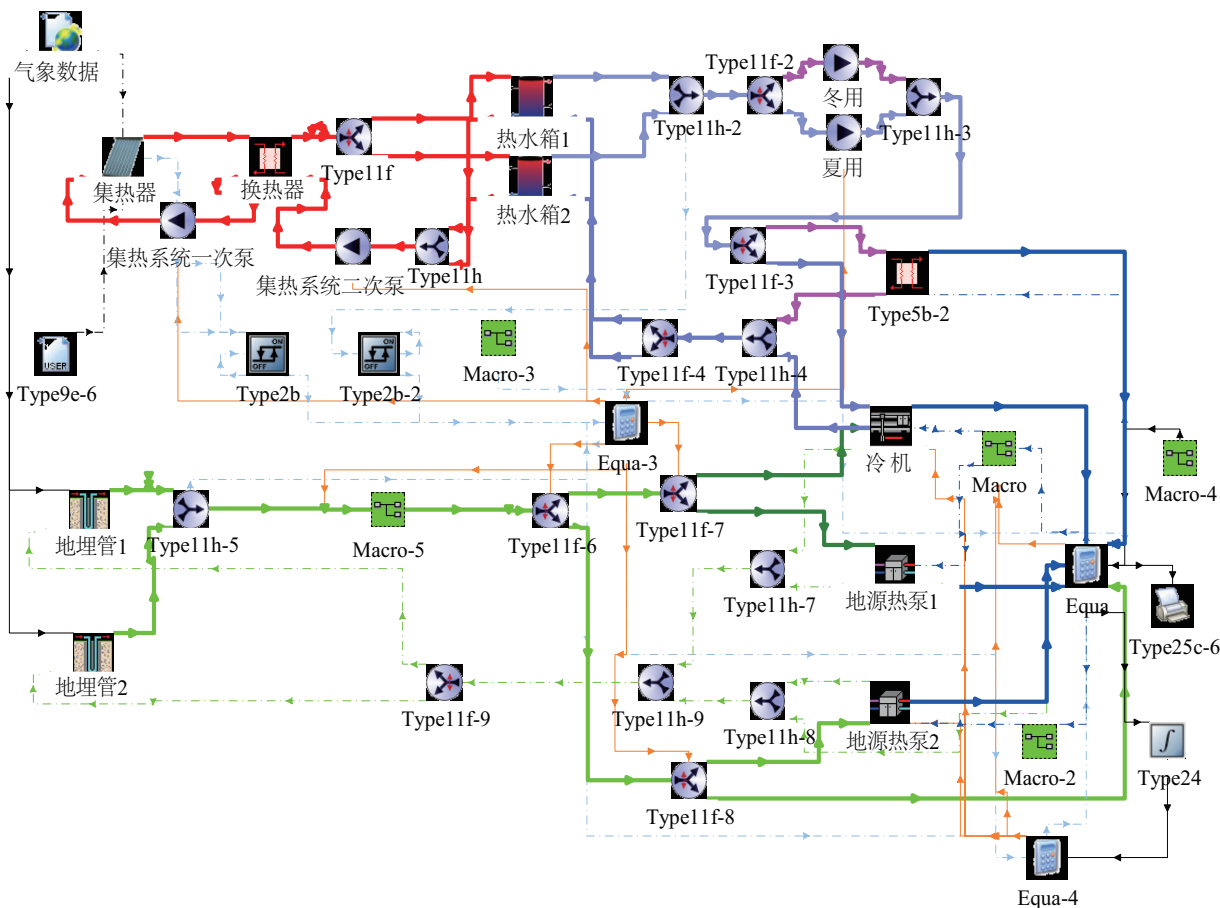 气象数据
集热器
换热器
Type11f
热水箱1
热水箱2
Type11h-2
Type11f-2
冬用
夏用
Type11h-3
集热系统一次泵
集热系统二次泵
Type11h
Type11f-3
Type5b-2
USER
Type9e-6
ON
OFF
Type2b
ON
OFF
Type2b-2
Macro-3
Type11f-4
Type11h-4
Equa-3
冷机
Macro
Macro-4
地埋管1
Type11h-5
Macro-5
Type11f-6
Type11f-7
Type11h-7
地源热泵1
Equa
Type25c-6
地埋管2
Type11f-9
Type11h-9
Type11h-8
地源热泵2
Macro-2
Type24
Type11f-8
Equa-4